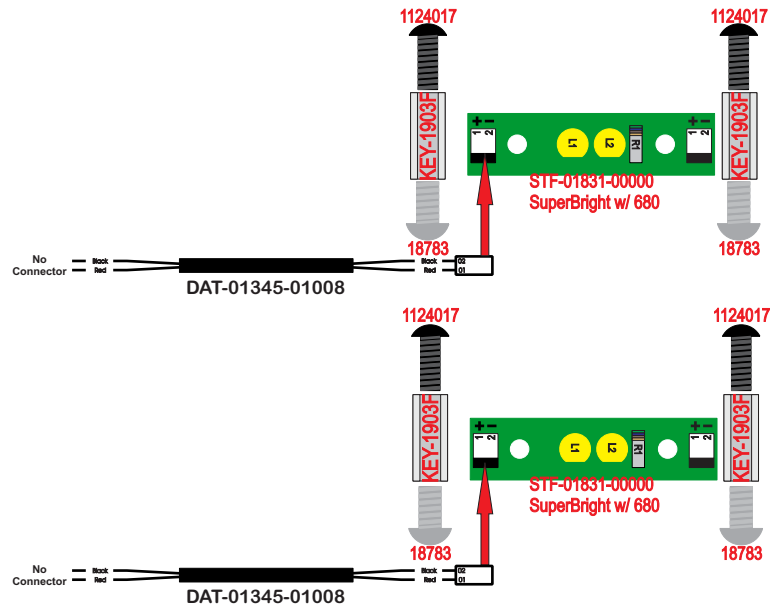 1124017
1124017
KEY-1903F
KEY-1903F
+ −
1 2
L1
L2
R1
+ −
1 2
STF-01831-00000
SuperBright w/ 680
18783
18783
No
Connector
Black
Red
Black
Red
02
01
DAT-01345-01008
1124017
1124017
KEY-1903F
KEY-1903F
+ −
1 2
L1
L2
R1
+ −
1 2
STF-01831-00000
SuperBright w/ 680
18783
18783
No
Connector
Black
Red
Black
Red
02
01
DAT-01345-01008